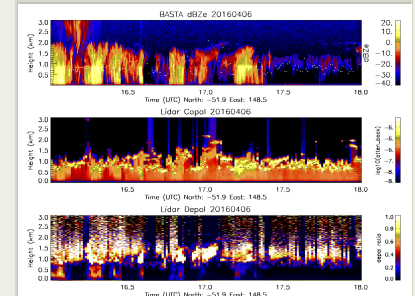 BASTA dBZe 20160406
3.0
2.5
2.0
1.5
1.0
0.5
Height (km)
20.
10.
0.
−10.
−20.
−30.
−40.
dBZe
16.5 17.0 17.5 18.0
Time (UTC) North: −51.9 East: 148.5
Lidar Copol 20160406
3.0
2.5
2.0
1.5
1.0
0.5
0.0
Height (km)
16.5 17.0 17.5 18.0
Time (UTC) North: −51.9 East: 148.5
Lidar Depol 20160406
3.0
2.5
2.0
1.5
1.0
0.5
0.0
Height (km)
1.0
0.8
0.6
0.4
0.2
0.0
depol ratio
16.5 17.0 17.5 18.0
Time (UTC) North: −51.9 East: 148.5